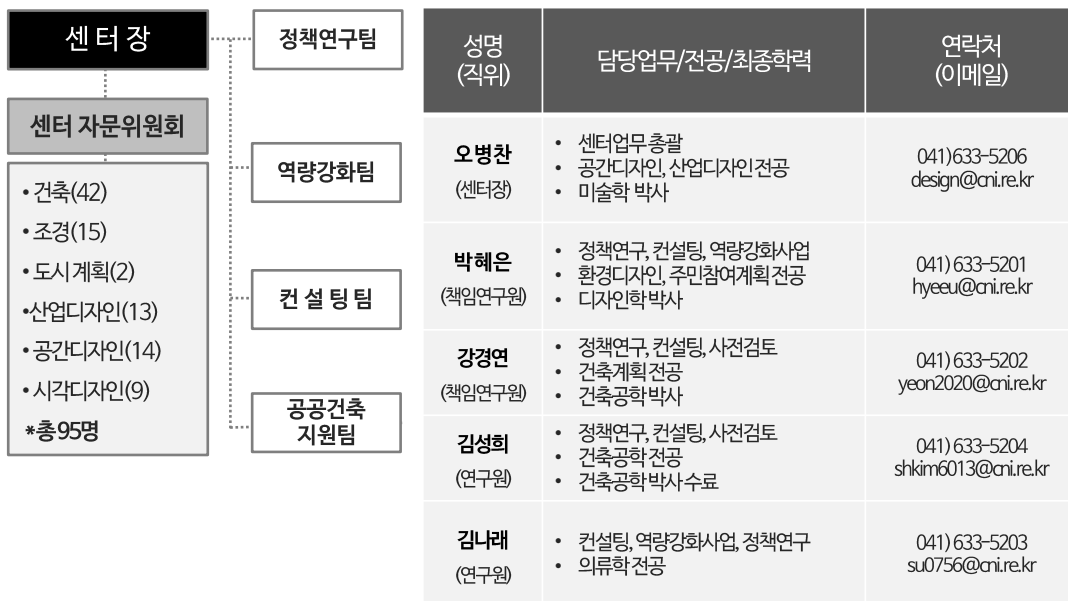 센 터 장
센터 자문위원회
• 건축(42)
• 조경(15)
• 도시 계획(2)
•산업디자인(13)
• 공간디자인(14)
• 시각디자인(9)
*총 95명
정책연구팀
역량강화팀
컨 설 팅 팀
공공건축
지원팀
성명
(직위)
담당업무/전공/최종학력
연락처
(이메일)
오병찬
(센터장)
• 센터업무 총괄
• 공간디자인, 산업디자인 전공
• 미술학 박사
041) 633-5206
design@cni.re.kr
박혜은
(책임연구원)
• 정책연구, 컨설팅, 역량강화사업
• 환경디자인, 주민참여계획 전공
• 디자인학 박사
041) 633-5201
hyeeu@cni.re.kr
강경연
(책임연구원)
• 정책연구, 컨설팅, 사전검토
• 건축계획 전공
• 건축공학 박사
041) 633-5202
yeon2020@cni.re.kr
김성희
(연구원)
• 정책연구, 컨설팅, 사전검토
• 건축공학 전공
• 건축공학 박사 수료
041) 633-5204
shkim6013@cni.re.kr
김나래
(연구원)
• 컨설팅, 역량강화사업, 정책연구
• 의류학 전공
041) 633-5203
su0756@cni.re.kr